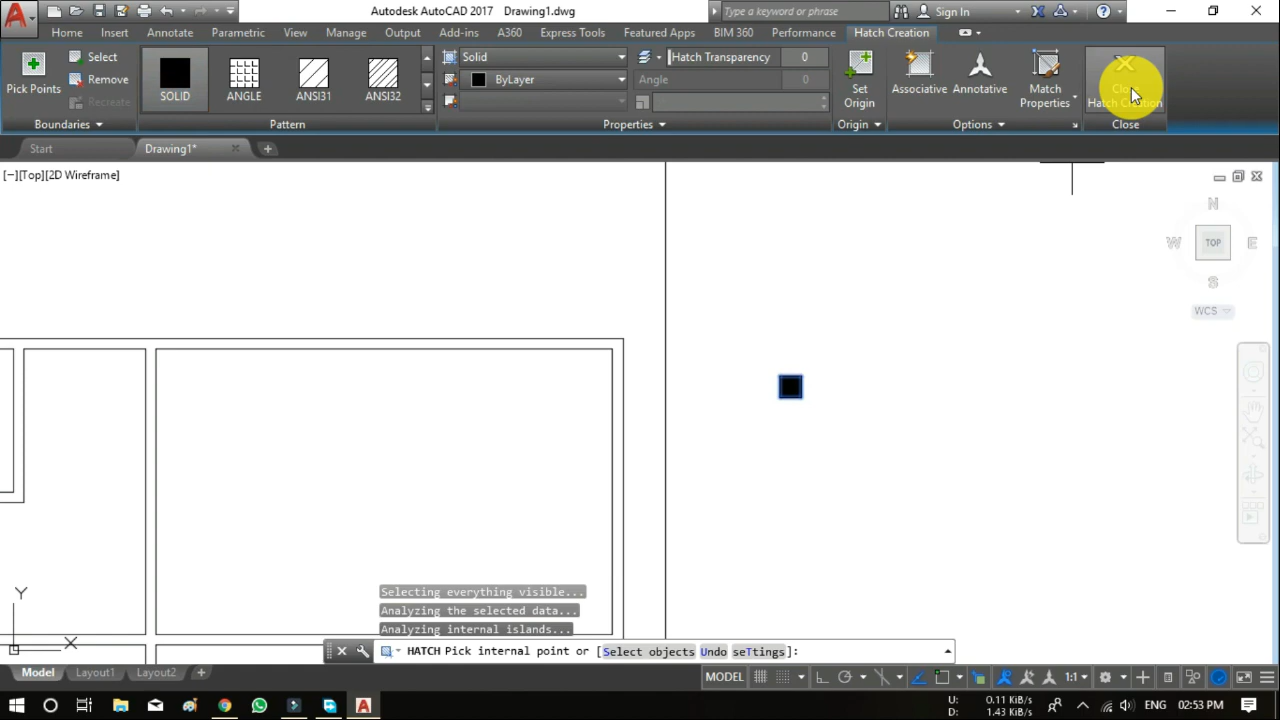 Autodesk AutoCAD 2017 Drawing1.dwg
Type a keyword or phrase
Sign In
Home Insert Annotate Parametric View Manage Output Add-ins A360 Express Tools Featured Apps BIM 360 Performance Hatch Creation
Pick Points
Select
Remove
Recreate
Boundaries
SOLID
ANGLE
ANSI31
ANSI32
Pattern
Solid
ByLayer
Hatch Transparency 0
Angle 0
Properties
Set
Origin
Origin
Associative
Annotative
Match
Properties
Options
Close
Hatch Creation
Close
Start
Drawing1*
[−][Top][2D Wireframe]
N
W
TOP
E
S
WCS
Y
X
Selecting everything visible...
Analyzing the selected data...
Analyzing internal islands...
HATCH Pick internal point or [Select objects Undo seTtings]:
Model Layout1 Layout2
MODEL
1:1
U: 0.11 KiB/s
D: 1.43 KiB/s
ENG 02:53 PM